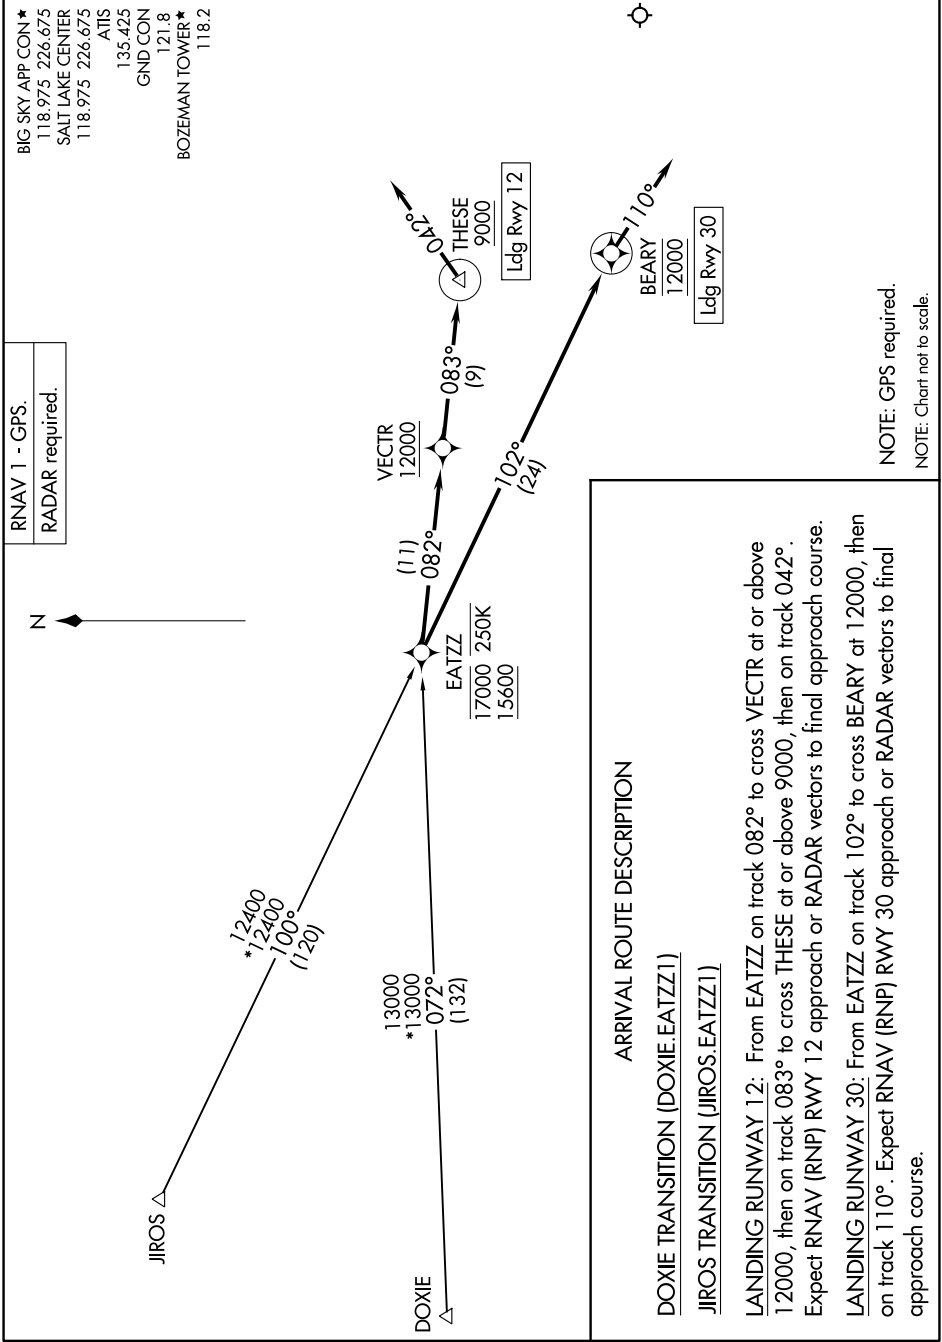 BIG SKY APP CON★
118.975 226.675
SALT LAKE CENTER
118.975 226.675
ATIS
135.425
GND CON
121.8
BOZEMAN TOWER★
118.2
RNAV 1 - GPS.
RADAR required.
N
JIROS
12400
*12400
100°
(120)
DOXIE
13000
*13000
072°
(132)
EATZZ
17000 250K
15600
(11)
082°
VECTR
12000
083°
(9)
042°
THESE
9000
Ldg Rwy 12
102°
(24)
110°
BEARY
12000
Ldg Rwy 30
NOTE: GPS required.
NOTE: Chart not to scale.
ARRIVAL ROUTE DESCRIPTION
DOXIE TRANSITION (DOXIE.EATZZ1)
JIROS TRANSITION (JIROS.EATZZ1)
LANDING RUNWAY 12: From EATZZ on track 082° to cross VECTR at or above
12000, then on track 083° to cross THESE at or above 9000, then on track 042°.
Expect RNAV (RNP) RWY 12 approach or RADAR vectors to final approach course.
LANDING RUNWAY 30: From EATZZ on track 102° to cross BEARY at 12000, then
on track 110°. Expect RNAV (RNP) RWY 30 approach or RADAR vectors to final
approach course.